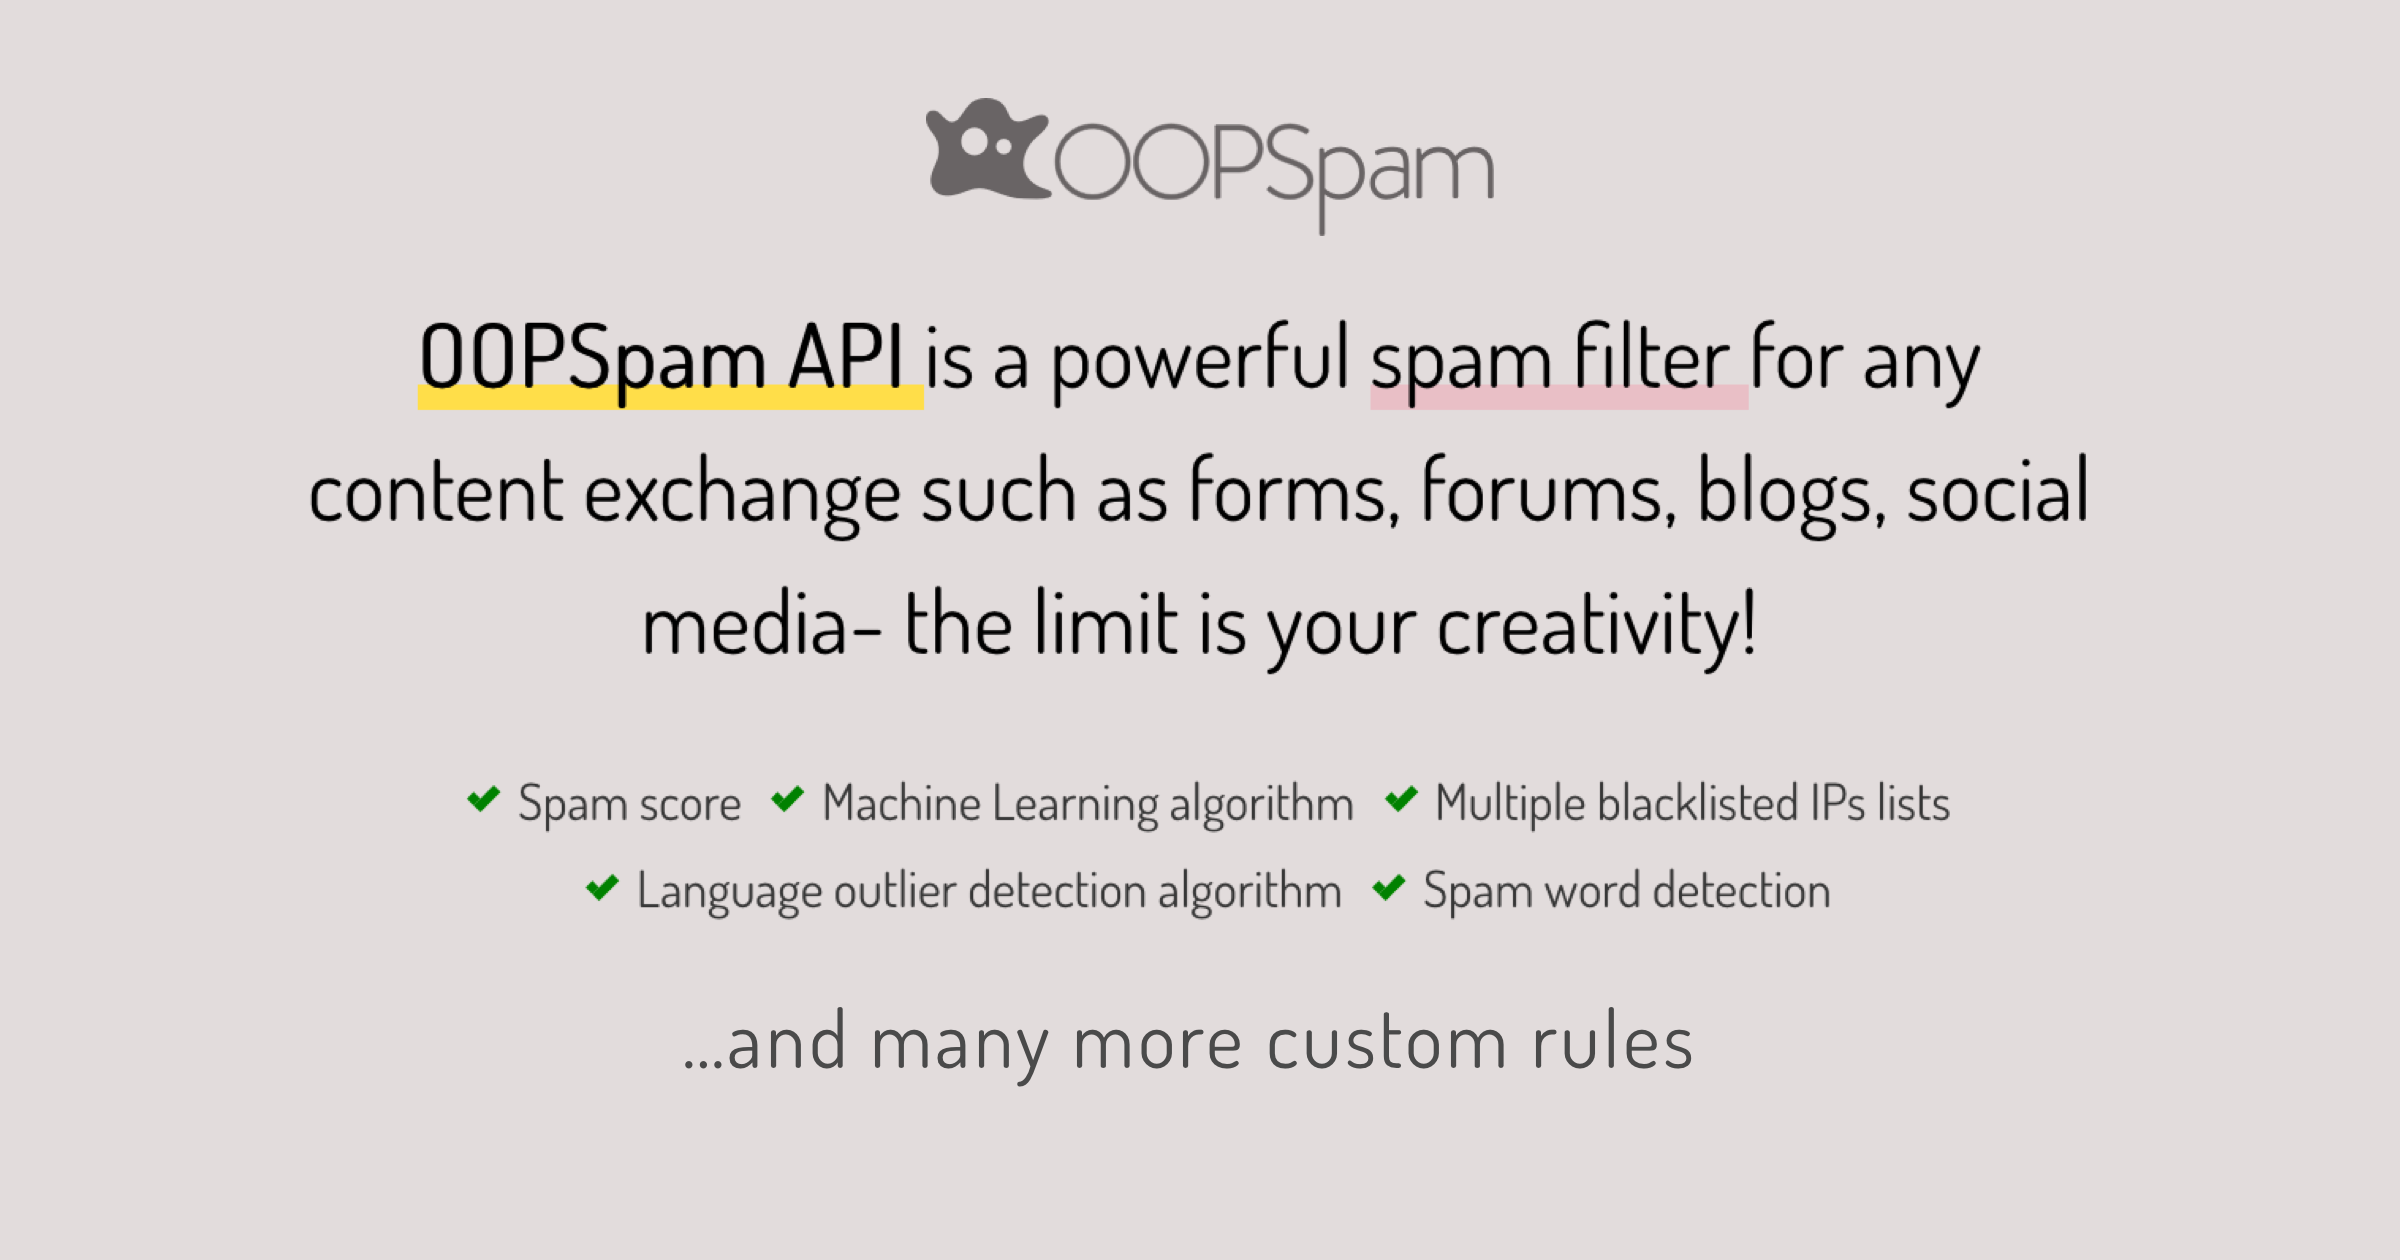 OOPSpam
OOPSpam API is a powerful spam filter for any
content exchange such as forms, forums, blogs, social
media- the limit is your creativity!
✔ Spam score ✔ Machine Learning algorithm ✔ Multiple blacklisted IPs lists
✔ Language outlier detection algorithm ✔ Spam word detection
...and many more custom rules